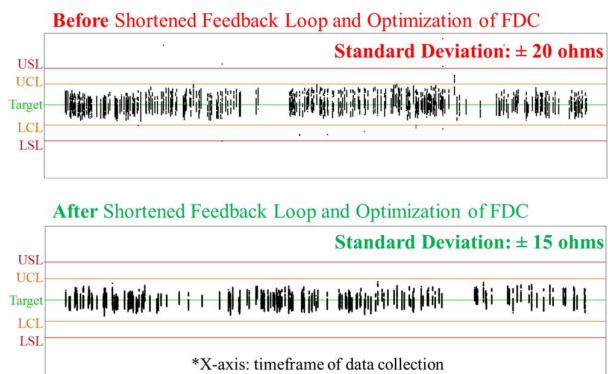 Before Shortened Feedback Loop and Optimization of FDC
Standard Deviation: ± 20 ohms
USL
UCL
Target
LCL
LSL
After Shortened Feedback Loop and Optimization of FDC
Standard Deviation: ± 15 ohms
USL
UCL
Target
LCL
LSL
*X-axis: timeframe of data collection